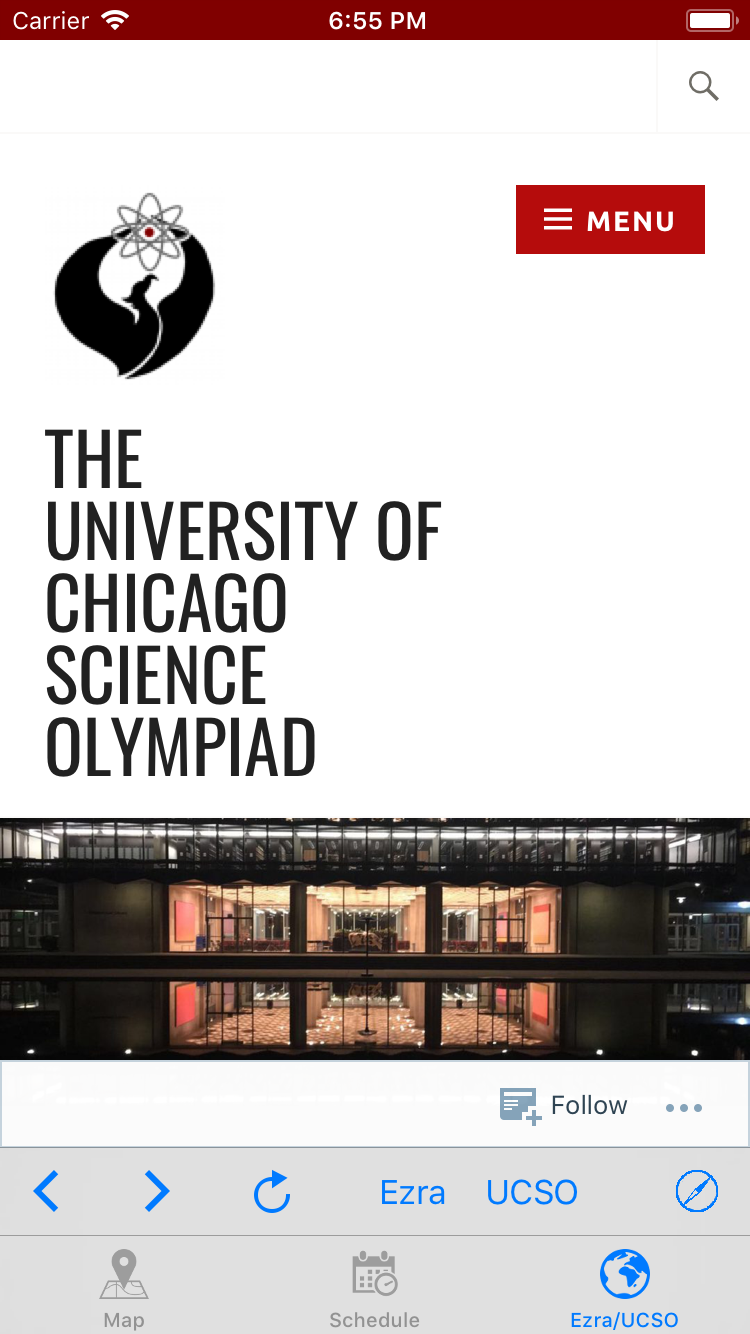 Carrier 6:55 PM
MENU
THE
UNIVERSITY OF
CHICAGO
SCIENCE
OLYMPIAD
Follow
Ezra UCSO
Map Schedule Ezra/UCSO